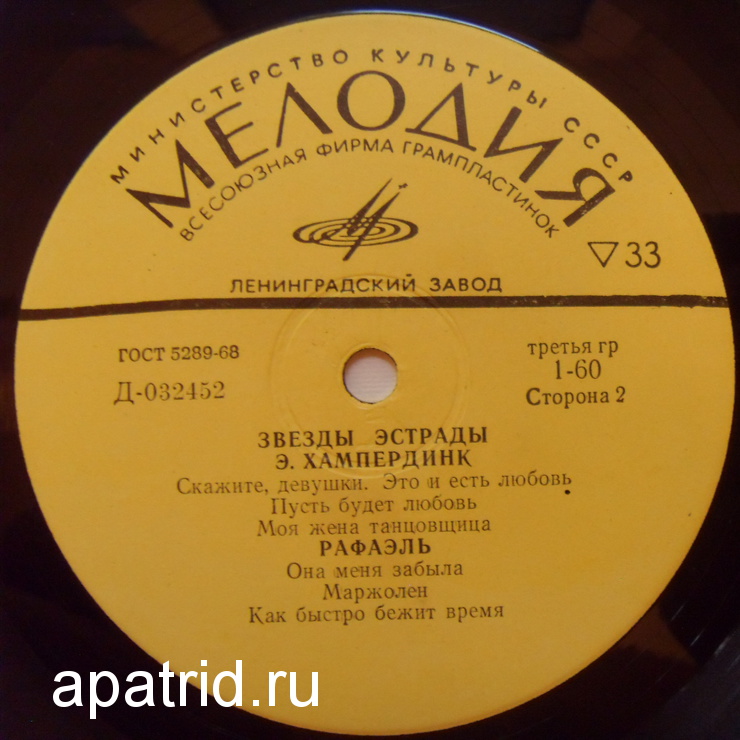 МИНИСТЕРСТВО КУЛЬТУРЫ СССР
МЕЛОДИЯ
ВСЕСОЮЗНАЯ ФИРМА ГРАМПЛАСТИНОК
▽33
ЛЕНИНГРАДСКИЙ ЗАВОД
ГОСТ 5289-68
третья гр
Д-032452
1-60
Сторона 2
ЗВЕЗДЫ ЭСТРАДЫ
Э. ХАМПЕРДИНК
Скажите, девушки. Это и есть любовь
Пусть будет любовь
Моя жена танцовщица
РАФАЭЛЬ
Она меня забыла
Маржолен
Как быстро бежит время
apatrid.ru